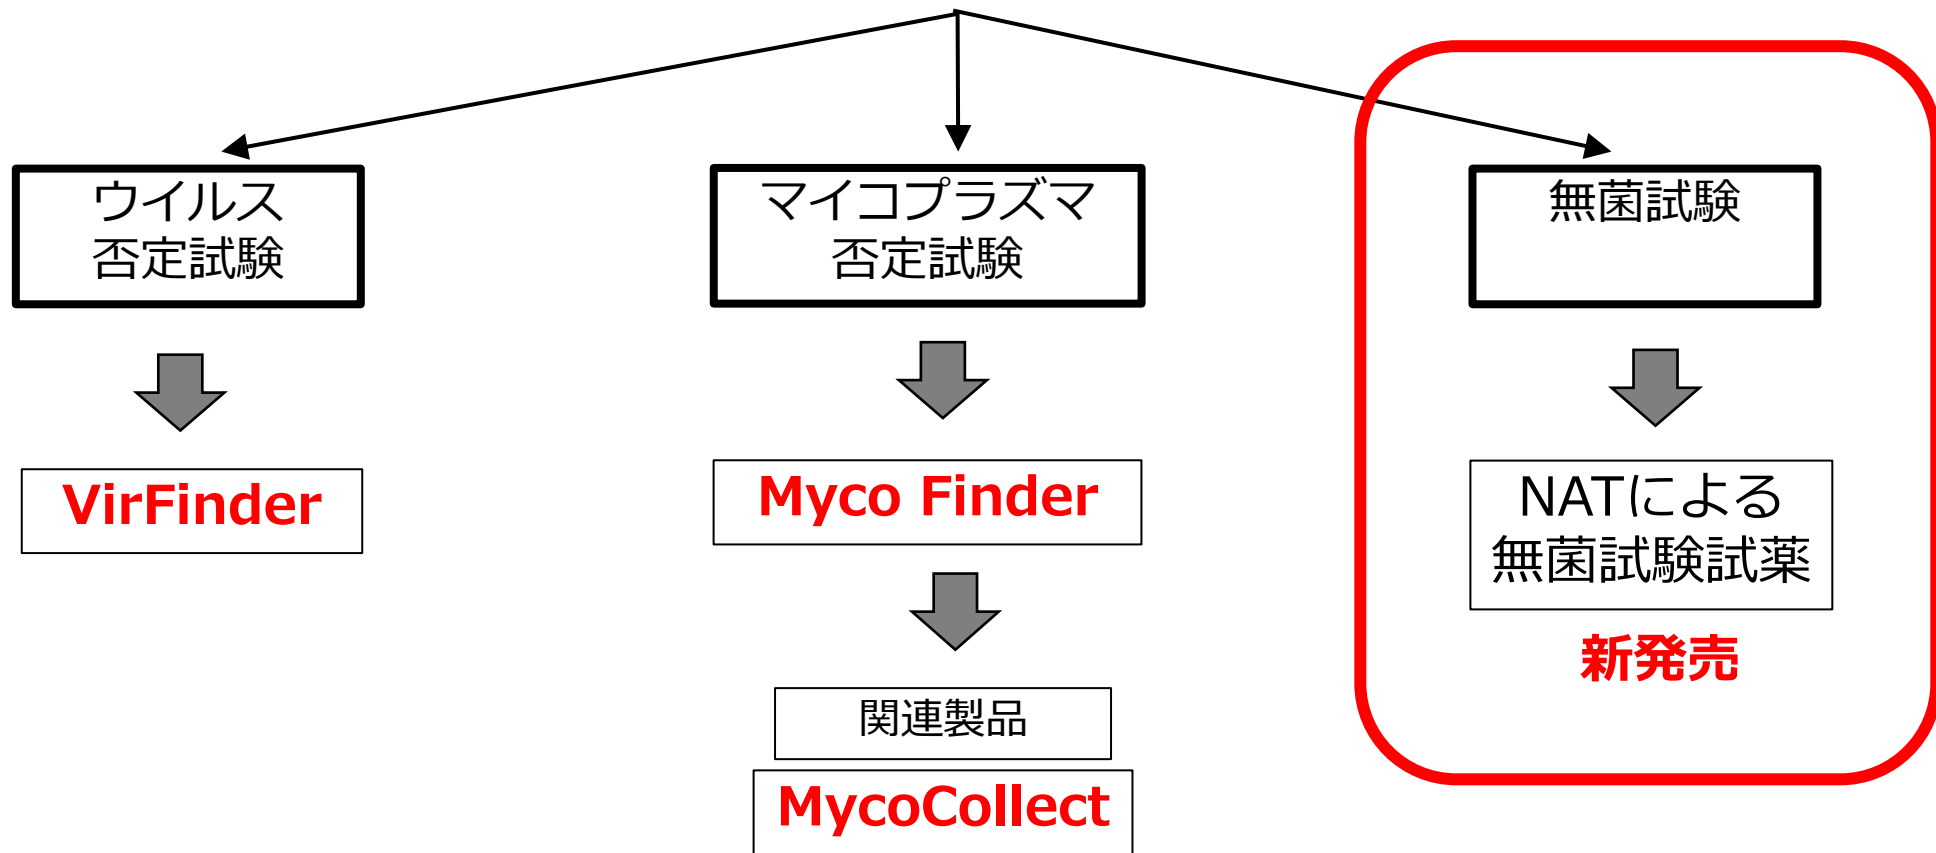 ウイルス
否定試験
マイコプラズマ
否定試験
無菌試験
VirFinder
Myco Finder
NATによる
無菌試験試薬
新発売
関連製品
MycoCollect